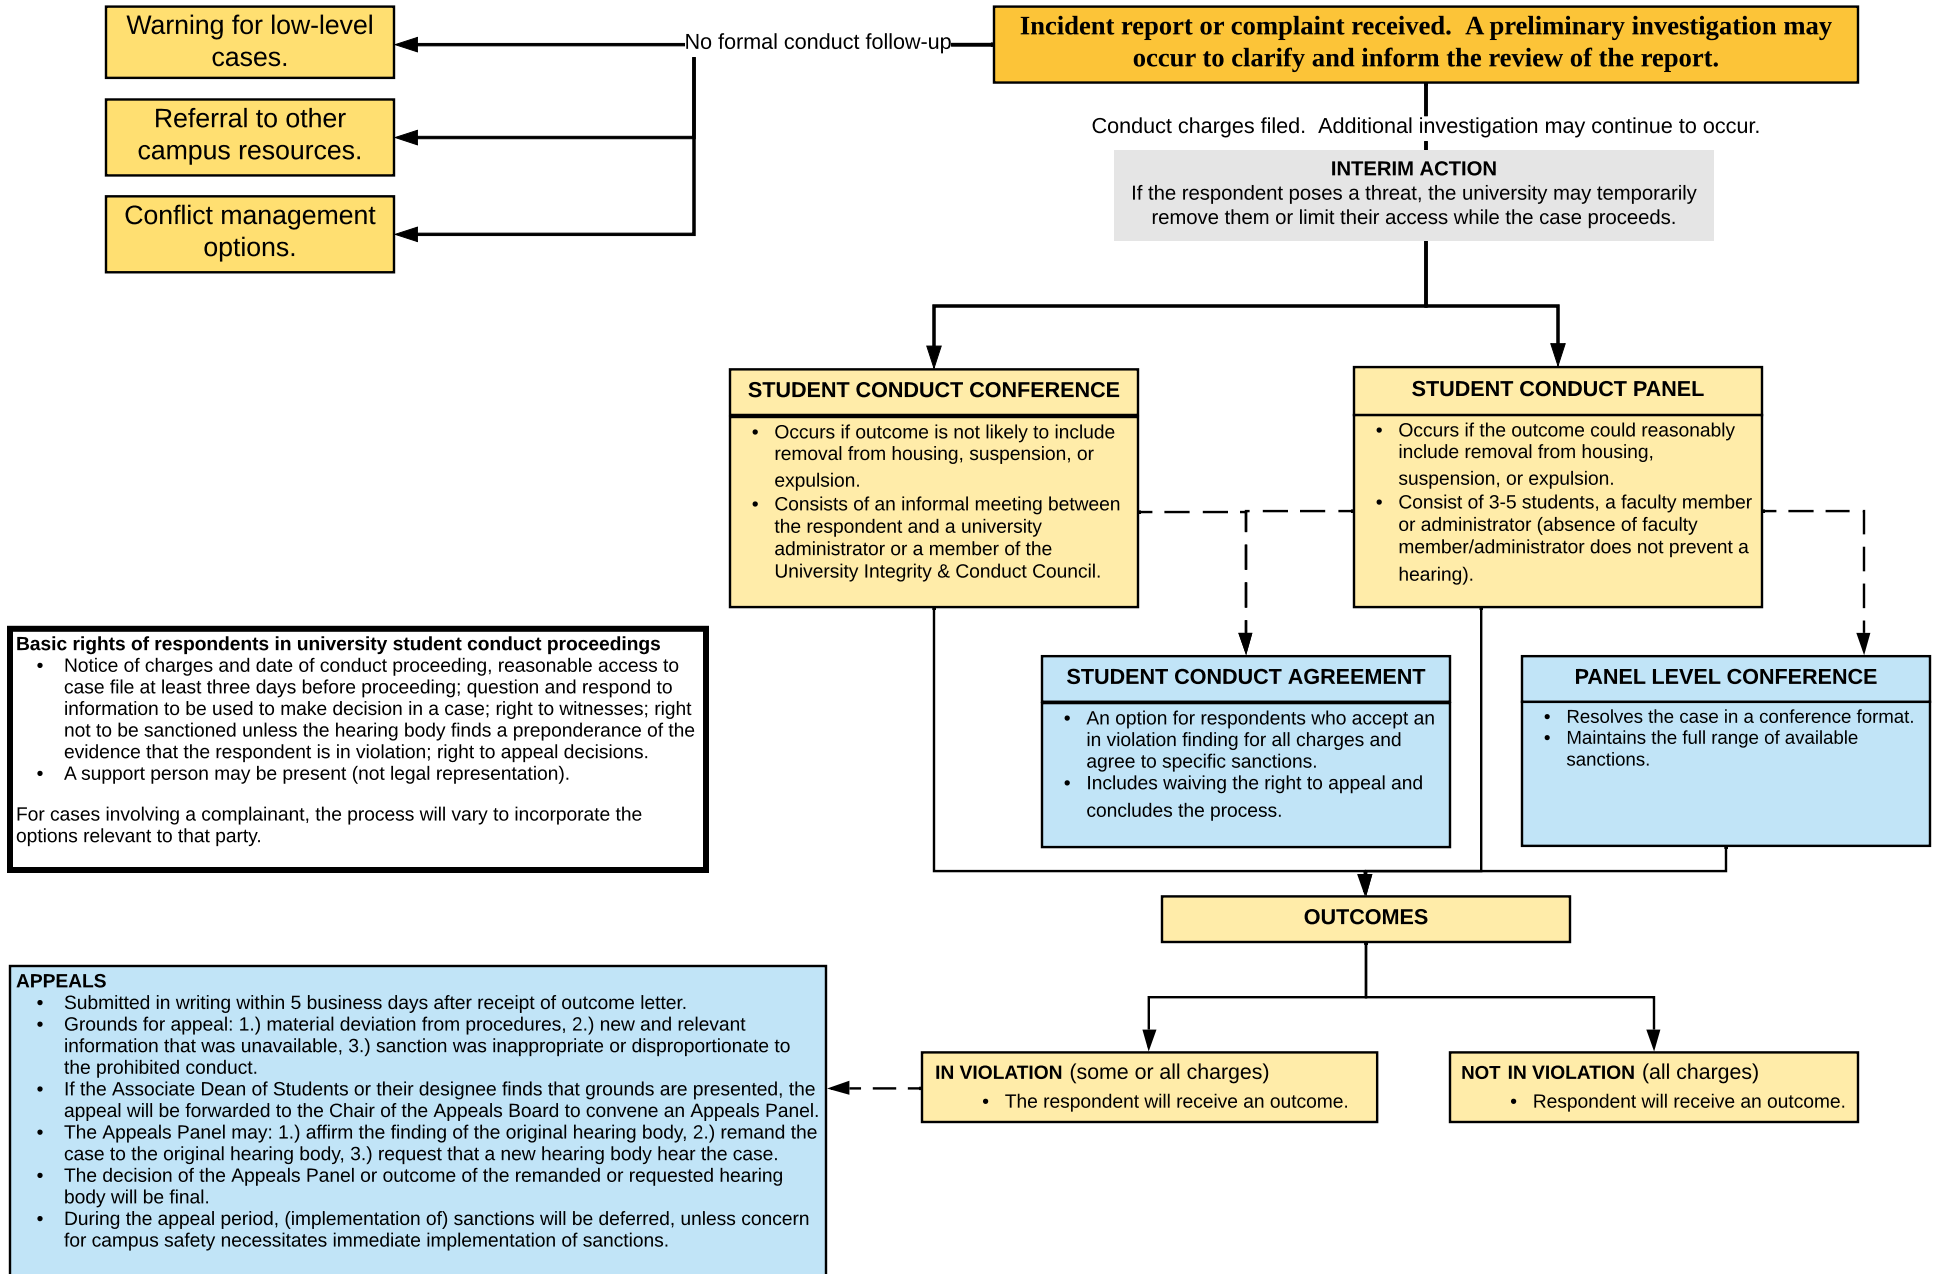 Warning for low-level
cases.
No formal conduct follow-up
Incident report or complaint received.  A preliminary investigation may
occur to clarify and inform the review of the report.
Referral to other
campus resources.
Conflict management
options.
Conduct charges filed.  Additional investigation may continue to occur.
INTERIM ACTION
If the respondent poses a threat, the university may temporarily
remove them or limit their access while the case proceeds.
STUDENT CONDUCT CONFERENCE
• Occurs if outcome is not likely to include
removal from housing, suspension, or
expulsion.
• Consists of an informal meeting between
the respondent and a university
administrator or a member of the
University Integrity & Conduct Council.
STUDENT CONDUCT PANEL
• Occurs if the outcome could reasonably
include removal from housing,
suspension, or expulsion.
• Consist of 3-5 students, a faculty member
or administrator (absence of faculty
member/administrator does not prevent a
hearing).
Basic rights of respondents in university student conduct proceedings
• Notice of charges and date of conduct proceeding, reasonable access to
case file at least three days before proceeding; question and respond to
information to be used to make decision in a case; right to witnesses; right
not to be sanctioned unless the hearing body finds a preponderance of the
evidence that the respondent is in violation; right to appeal decisions.
• A support person may be present (not legal representation).
For cases involving a complainant, the process will vary to incorporate the
options relevant to that party.
STUDENT CONDUCT AGREEMENT
• An option for respondents who accept an
in violation finding for all charges and
agree to specific sanctions.
• Includes waiving the right to appeal and
concludes the process.
PANEL LEVEL CONFERENCE
• Resolves the case in a conference format.
• Maintains the full range of available
sanctions.
OUTCOMES
IN VIOLATION (some or all charges)
• The respondent will receive an outcome.
NOT IN VIOLATION (all charges)
• Respondent will receive an outcome.
APPEALS
• Submitted in writing within 5 business days after receipt of outcome letter.
• Grounds for appeal: 1.) material deviation from procedures, 2.) new and relevant
information that was unavailable, 3.) sanction was inappropriate or disproportionate to
the prohibited conduct.
• If the Associate Dean of Students or their designee finds that grounds are presented, the
appeal will be forwarded to the Chair of the Appeals Board to convene an Appeals Panel.
• The Appeals Panel may: 1.) affirm the finding of the original hearing body, 2.) remand the
case to the original hearing body, 3.) request that a new hearing body hear the case.
• The decision of the Appeals Panel or outcome of the remanded or requested hearing
body will be final.
• During the appeal period, (implementation of) sanctions will be deferred, unless concern
for campus safety necessitates immediate implementation of sanctions.